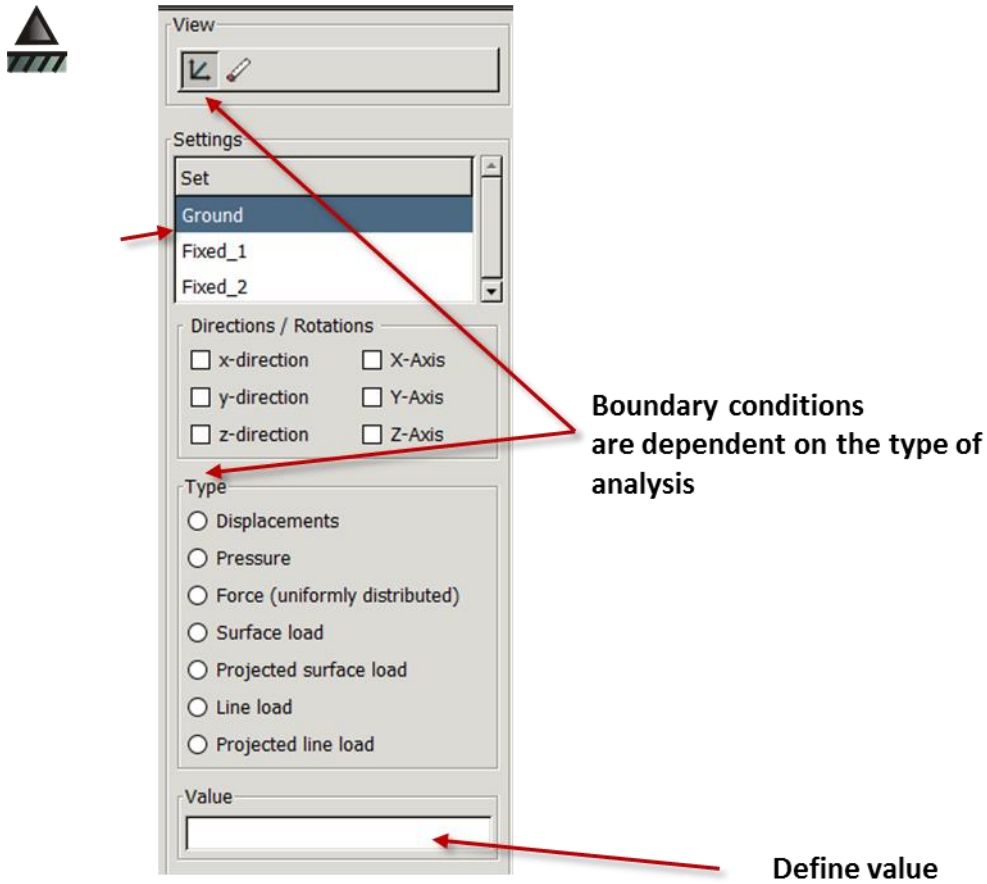 View
Settings
Set
Ground
Fixed_1
Fixed_2
Directions / Rotations
x-direction X-Axis
y-direction Y-Axis
z-direction Z-Axis
Boundary conditions
are dependent on the type of
analysis
Type
Displacements
Pressure
Force (uniformly distributed)
Surface load
Projected surface load
Line load
Projected line load
Value
Define value